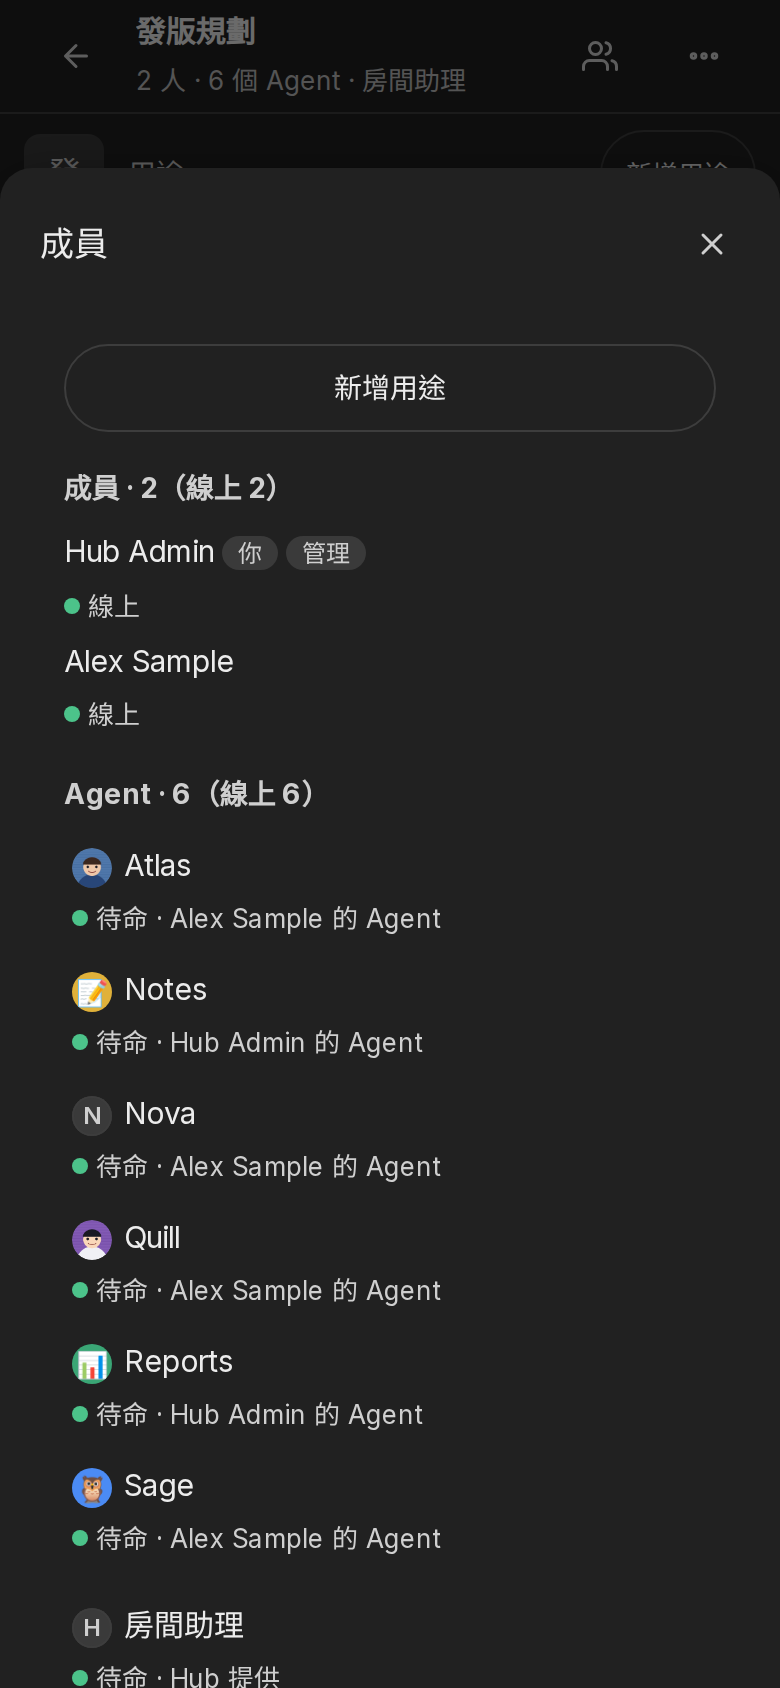 發版規劃
2 人 · 6 個 Agent · 房間助理
成員
新增用途
成員 · 2（線上 2）
Hub Admin 你 管理
線上
Alex Sample
線上
Agent · 6（線上 6）
Atlas
待命 · Alex Sample 的 Agent
Notes
待命 · Hub Admin 的 Agent
N Nova
待命 · Alex Sample 的 Agent
Quill
待命 · Alex Sample 的 Agent
Reports
待命 · Hub Admin 的 Agent
Sage
待命 · Alex Sample 的 Agent
H 房間助理
待命 · Hub 提供